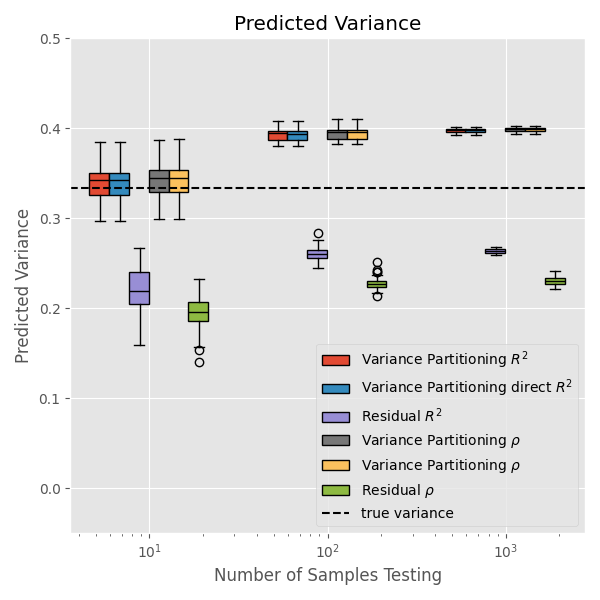 Predicted Variance
0.5
0.4
0.3
0.2
0.1
0.0
Predicted Variance
Variance Partitioning $R^2$
Variance Partitioning direct $R^2$
Residual $R^2$
Variance Partitioning $\rho$
Variance Partitioning $\rho$
Residual $\rho$
true variance
$10^1$
$10^2$
$10^3$
Number of Samples Testing